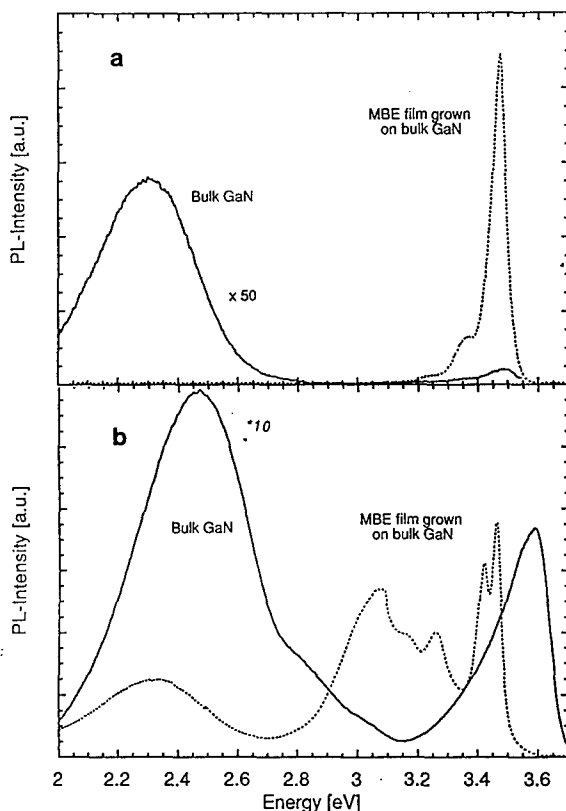 a
PL-Intensity [a.u.]
MBE film grown
on bulk GaN
Bulk GaN
x 50
b
PL-Intensity [a.u.]
*10
Bulk GaN
MBE film grown
on bulk GaN
2 2.2 2.4 2.6 2.8 3 3.2 3.4 3.6
Energy [eV]